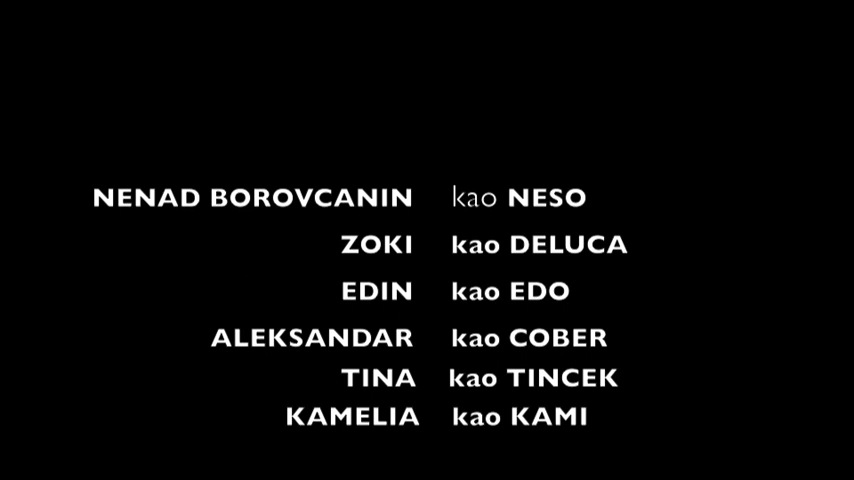 NENAD BOROVCANIN kao NESO
ZOKI kao DELUCA
EDIN kao EDO
ALEKSANDAR kao COBER
TINA kao TINCEK
KAMELIA kao KAMI